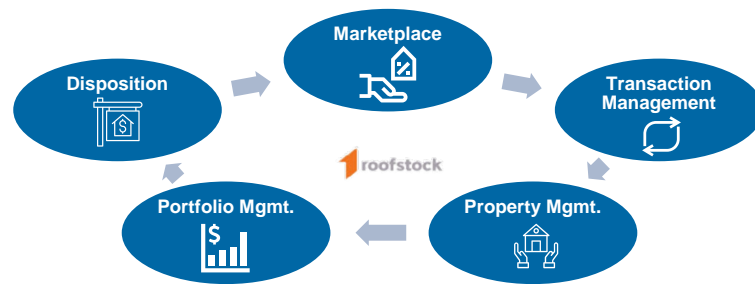 Marketplace
Disposition
$
Transaction
Management
roofstock
Portfolio Mgmt.
$
Property Mgmt.